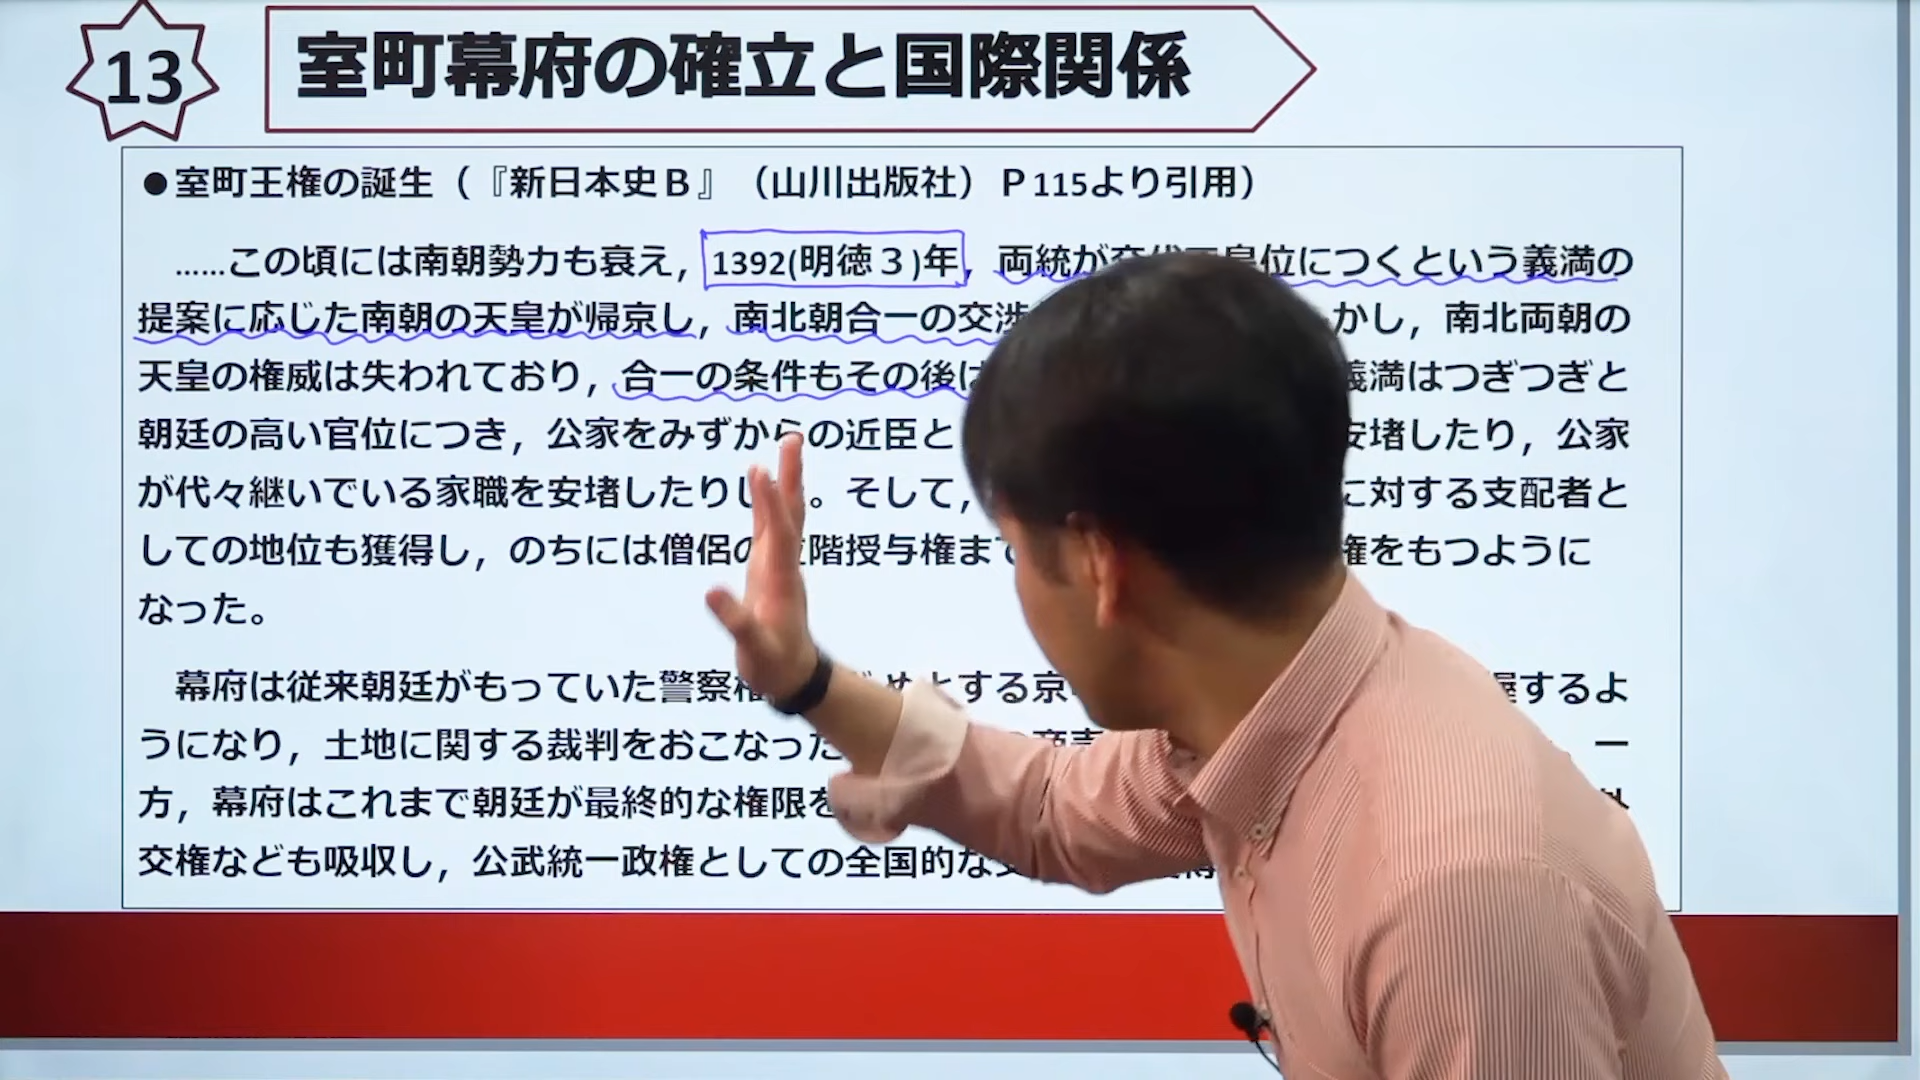 13
室町幕府の確立と国際関係
●室町王権の誕生（『新日本史Ｂ』（山川出版社）Ｐ115より引用）
……この頃には南朝勢力も衰え，1392(明徳３)年，両統が交代で皇位につくという義満の
提案に応じた南朝の天皇が帰京し，南北朝合一の交渉 かし，南北両朝の
天皇の権威は失われており，合一の条件もその後は 義満はつぎつぎと
朝廷の高い官位につき，公家をみずからの近臣と 安堵したり，公家
が代々継いでいる家職を安堵したりし 。そして， に対する支配者と
しての地位も獲得し，のちには僧侶の 階授与権まで 権をもつように
なった。
幕府は従来朝廷がもっていた警察権 じめとする京 握するよ
うになり，土地に関する裁判をおこなった 一
方，幕府はこれまで朝廷が最終的な権限を 外
交権なども吸収し，公武統一政権としての全国的な